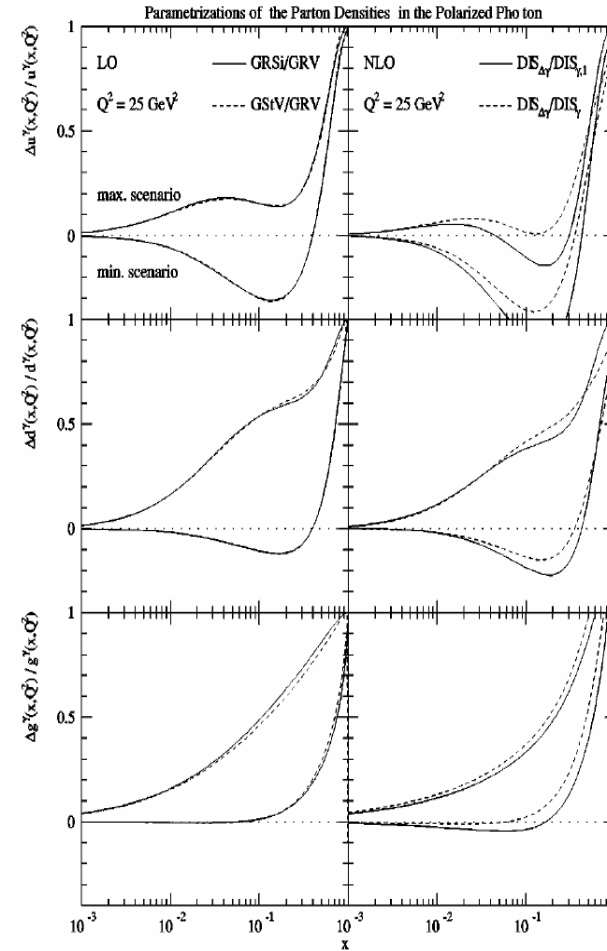 Parametrizations of the Parton Densities in the Polarized Photon
LO
GRSi/GRV
Q² = 25 GeV²
GStV/GRV
max. scenario
min. scenario
NLO
DIS_Δγ/DIS_γ,1
Q² = 25 GeV²
DIS_Δγ/DIS_γ
Δu^γ(x,Q²) / u^γ(x,Q²)
1
0.5
0
Δd^γ(x,Q²) / d^γ(x,Q²)
1
0.5
0
Δg^γ(x,Q²) / g^γ(x,Q²)
1
0.5
0
10⁻³ 10⁻² 10⁻¹ 10⁻³ 10⁻² 10⁻¹ 1
x